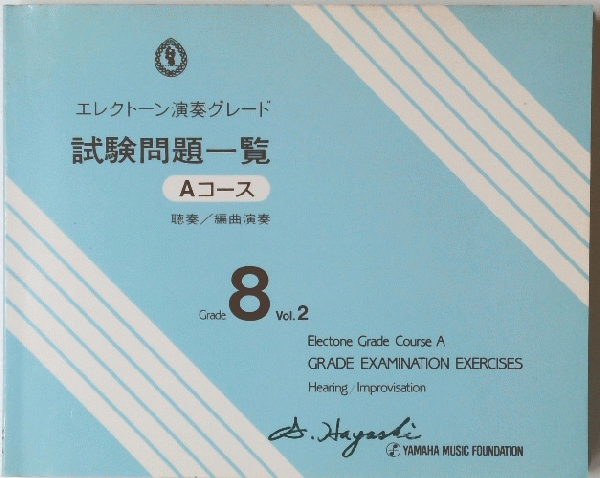 エレクトーン演奏グレード
試験問題一覧
Aコース
聴奏／編曲演奏
Grade 8 Vol.2
Electone Grade Course A
GRADE EXAMINATION EXERCISES
Hearing/Improvisation
S. Hayashi
YAMAHA MUSIC FOUNDATION